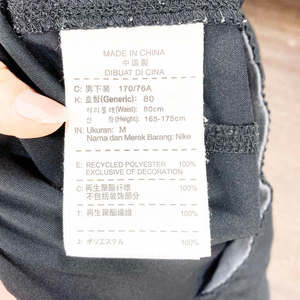 MADE IN CHINA
中国製
DIBUAT DI CINA
C: 男下装 170/76A
K: 호칭(Generic): 80
허리둘레(Waist): 80cm
신장(Height): 165-175cm
IN: Ukuran: M
Nama dan Merek Barang: Nike
E: RECYCLED POLYESTER 100%
EXCLUSIVE OF DECORATION
C: 再生聚酯纤维 100%
不包括装饰部分
T: 再生聚酯纖維 100%
J: ポリエステル 100%